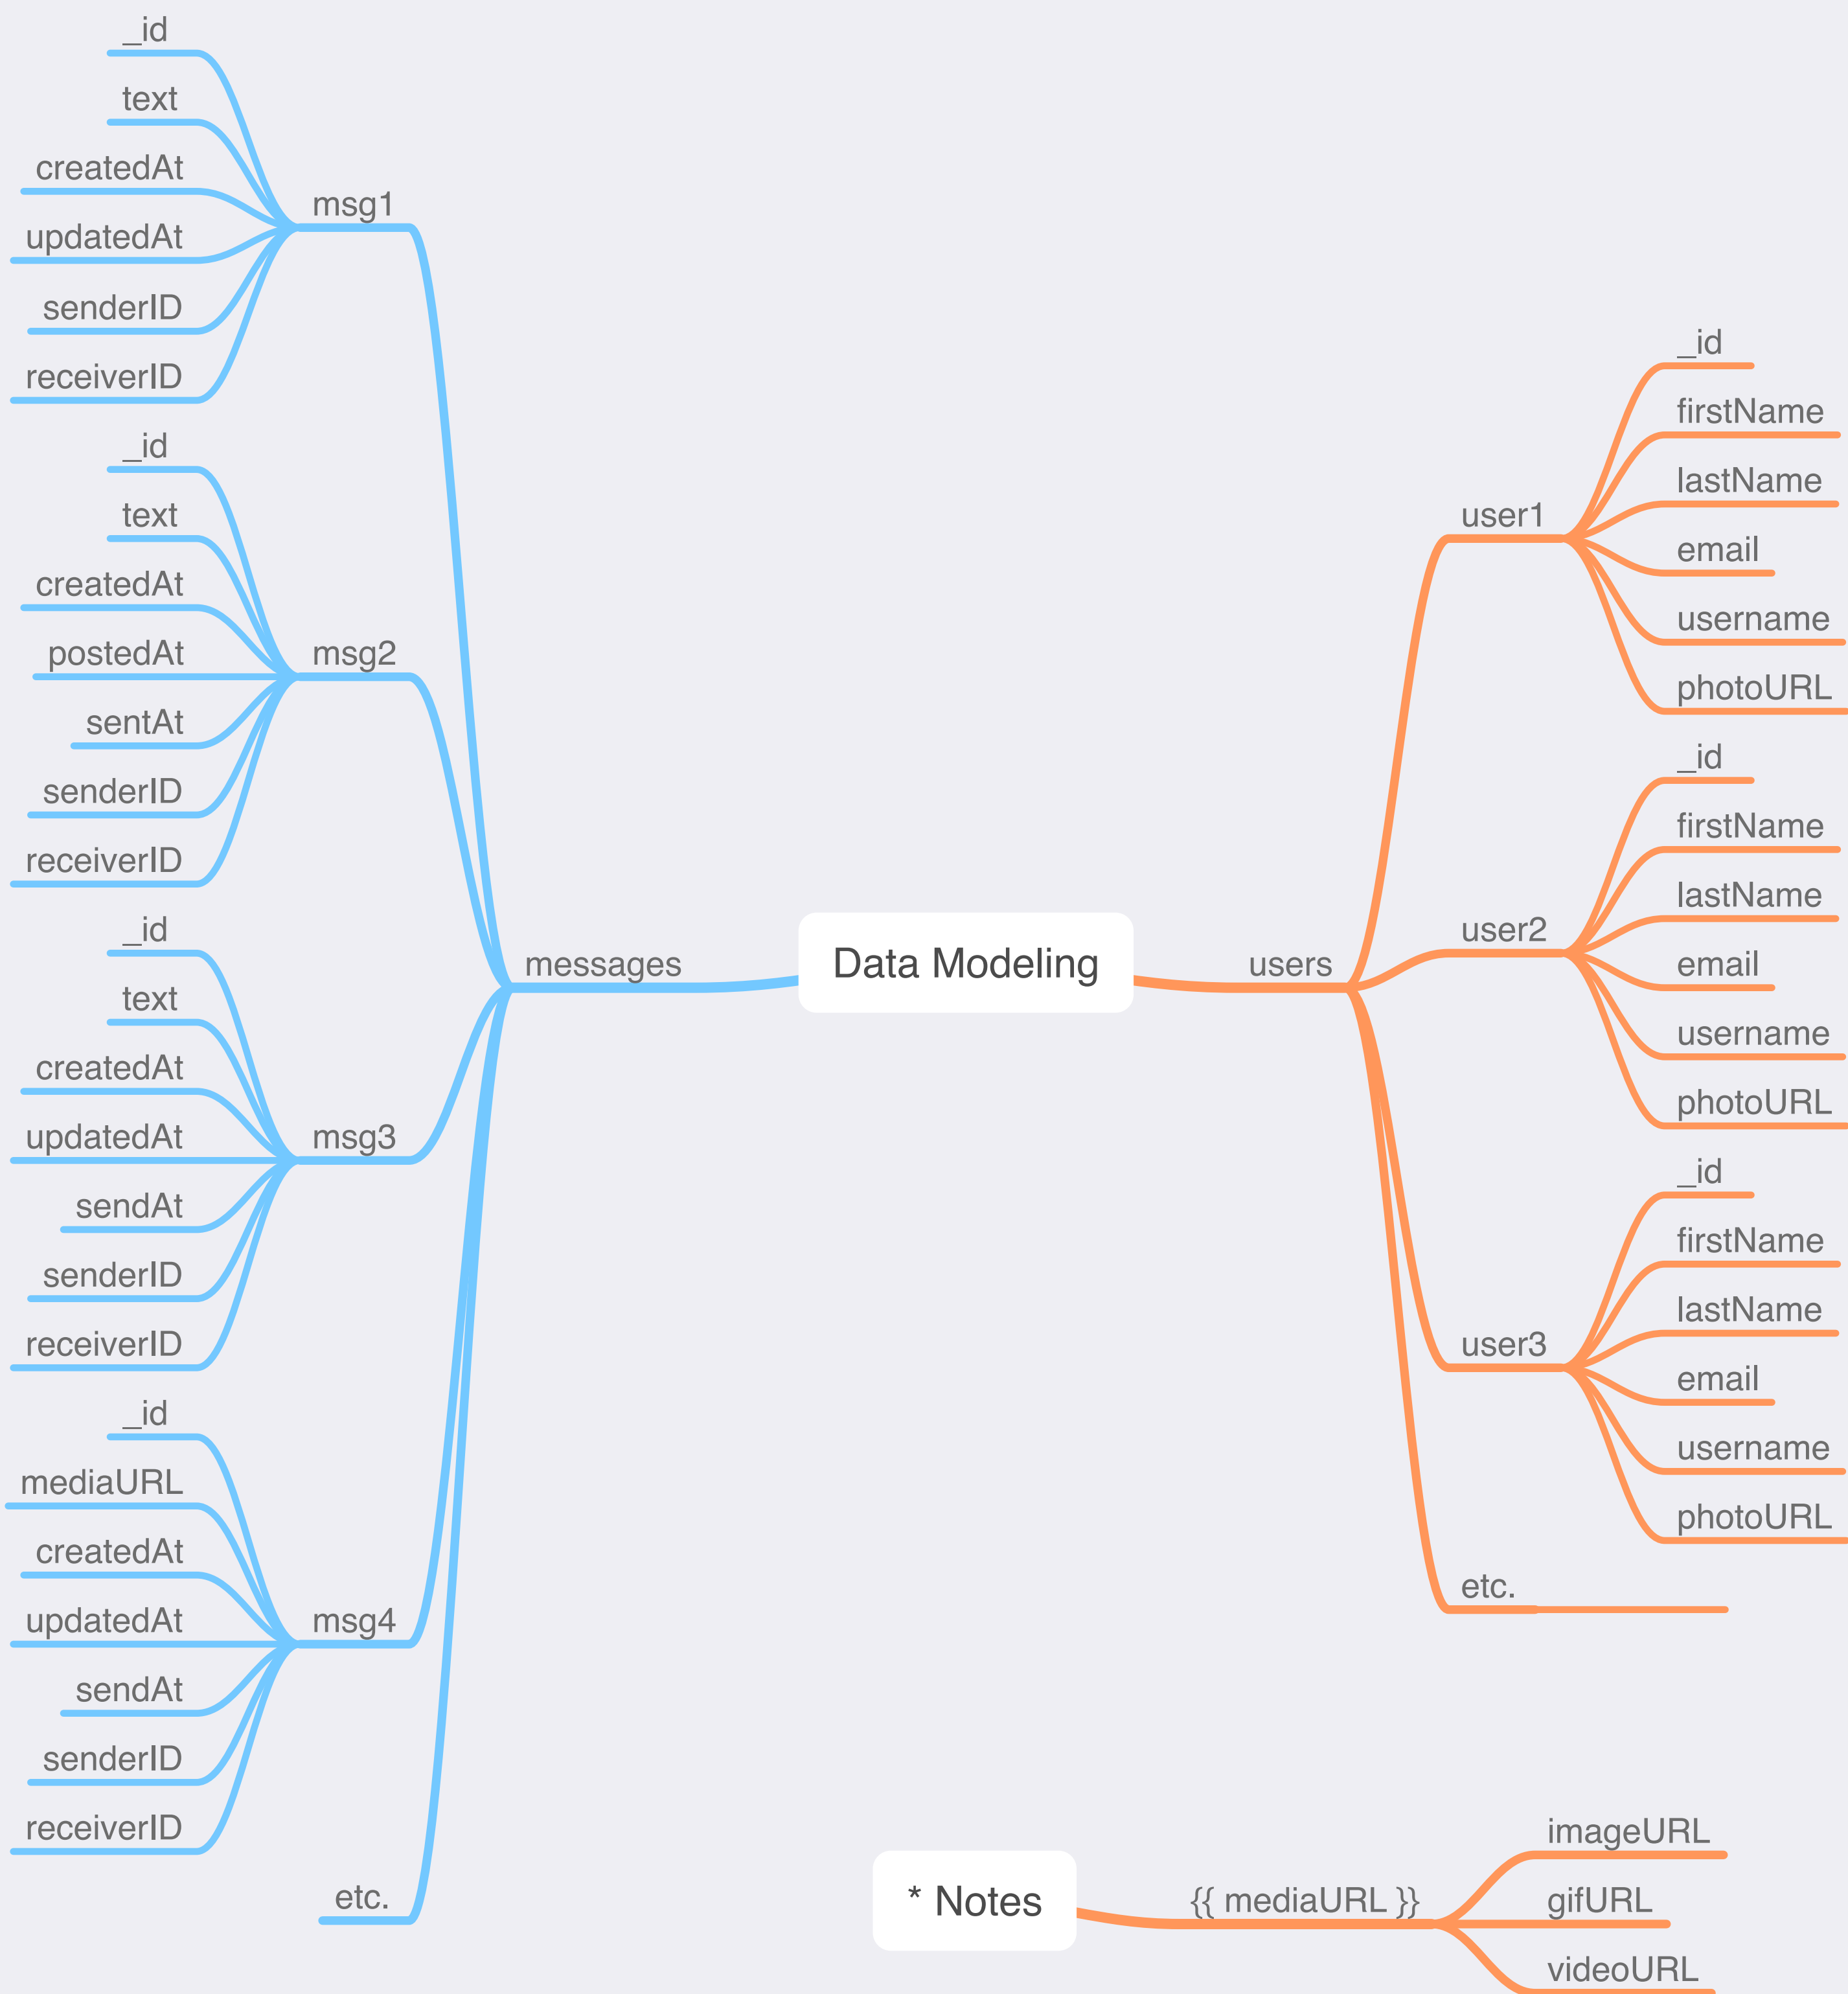 _id
text
createdAt
updatedAt
senderID
receiverID
msg1
_id
text
createdAt
postedAt
sentAt
senderID
receiverID
msg2
_id
text
createdAt
updatedAt
sendAt
senderID
receiverID
msg3
_id
mediaURL
createdAt
updatedAt
sendAt
senderID
receiverID
msg4
etc.
messages
Data Modeling
users
user1
_id
firstName
lastName
email
username
photoURL
user2
_id
firstName
lastName
email
username
photoURL
user3
_id
firstName
lastName
email
username
photoURL
etc.
* Notes
{{ mediaURL }}
imageURL
gifURL
videoURL